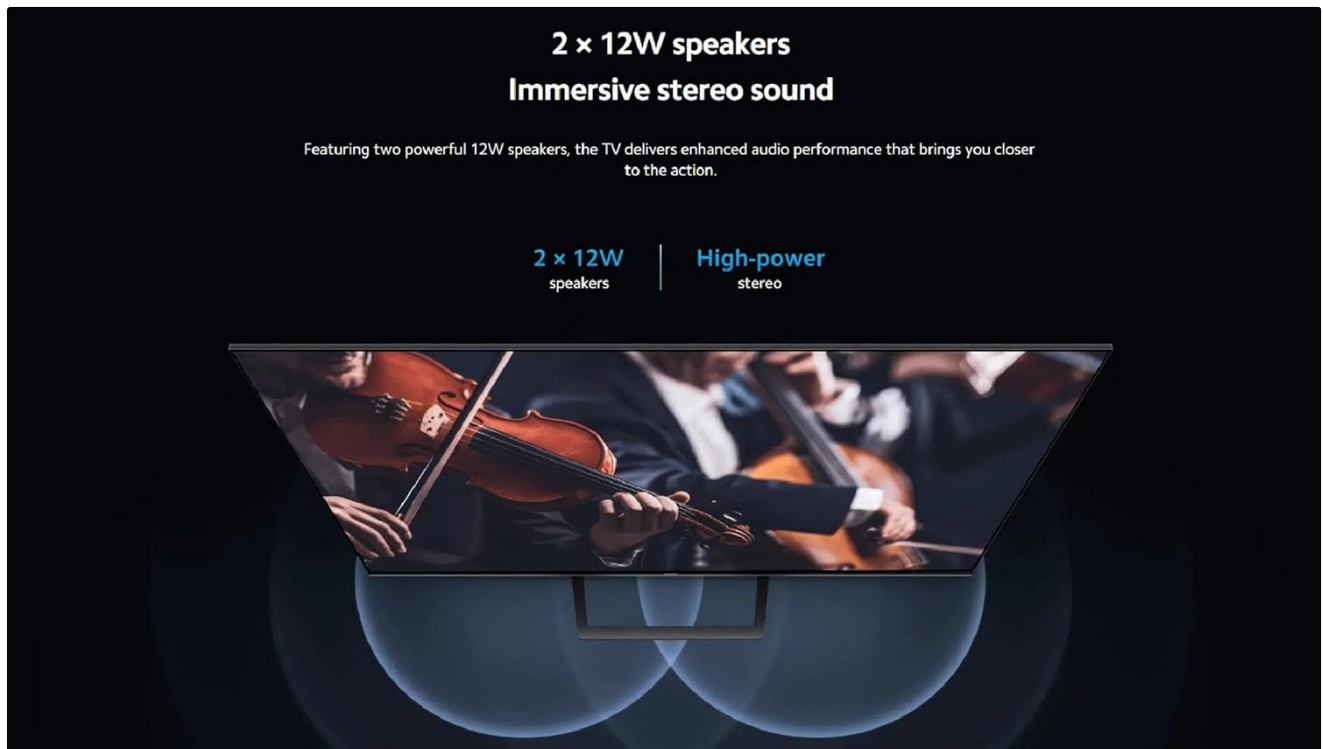 2 × 12W speakers
Immersive stereo sound
Featuring two powerful 12W speakers, the TV delivers enhanced audio performance that brings you closer
to the action.
2 × 12W
speakers
High-power
stereo